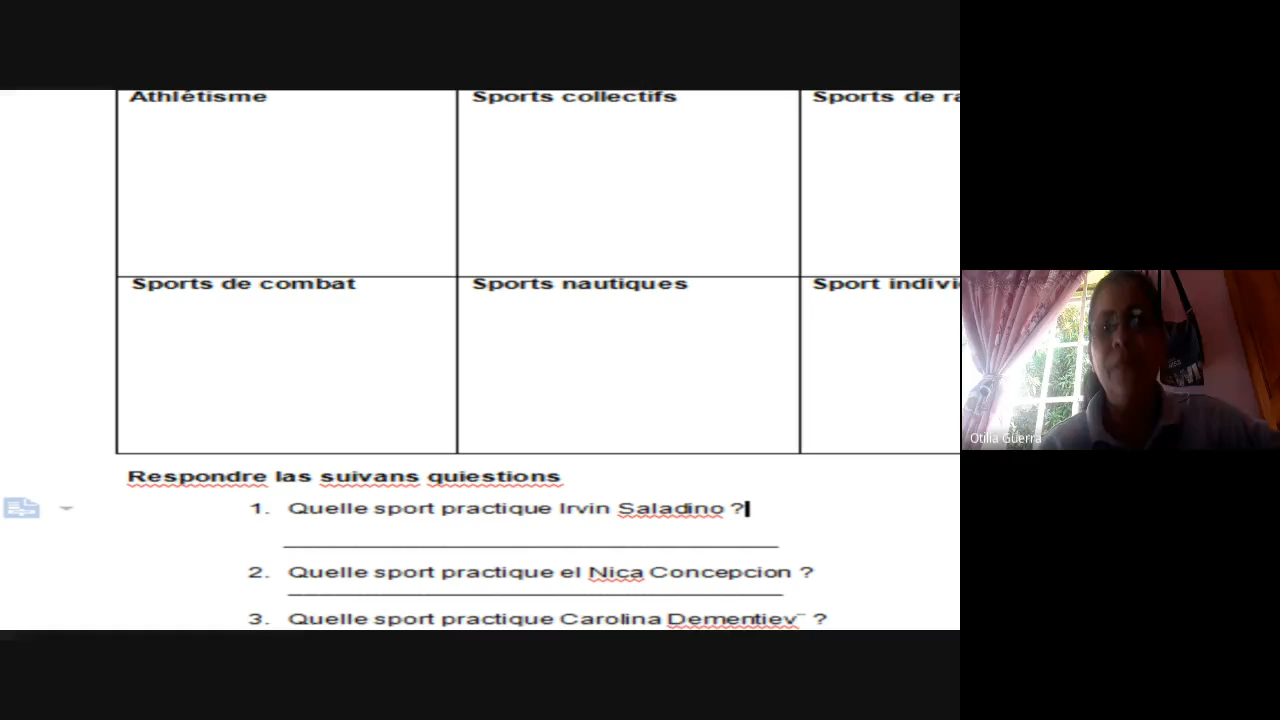 Athlétisme Sports collectifs Sports de ra
Sports de combat Sports nautiques Sport indivi
Respondre las suivans quiestions
1. Quelle sport practique Irvin Saladino ?
2. Quelle sport practique el Nica Concepcion ?
3. Quelle sport practique Carolina Dementiev ?
Otilia Guerra